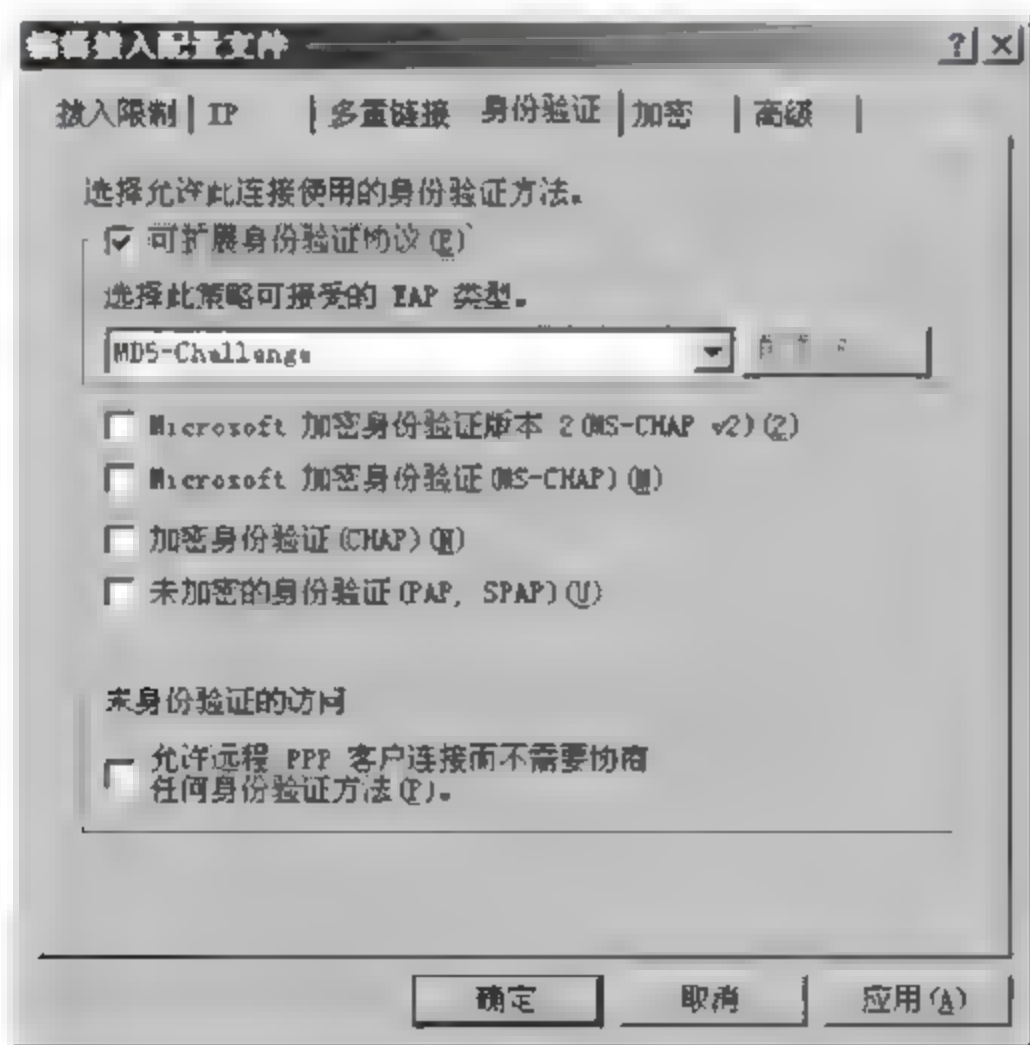 编辑拨入配置文件
拨入限制 IP 多重链接 身份验证 加密 高级
选择允许此连接使用的身份验证方法。
可扩展身份验证协议(E)
选择此策略可接受的 EAP 类型。
MD5-Challenge
Microsoft 加密身份验证版本 2(MS-CHAP v2)(2)
Microsoft 加密身份验证(MS-CHAP)(M)
加密身份验证(CHAP)(N)
未加密的身份验证(PAP, SPAP)(U)
未身份验证的访问
允许远程 PPP 客户连接而不需要协商
任何身份验证方法(P)。
确定 取消 应用(A)